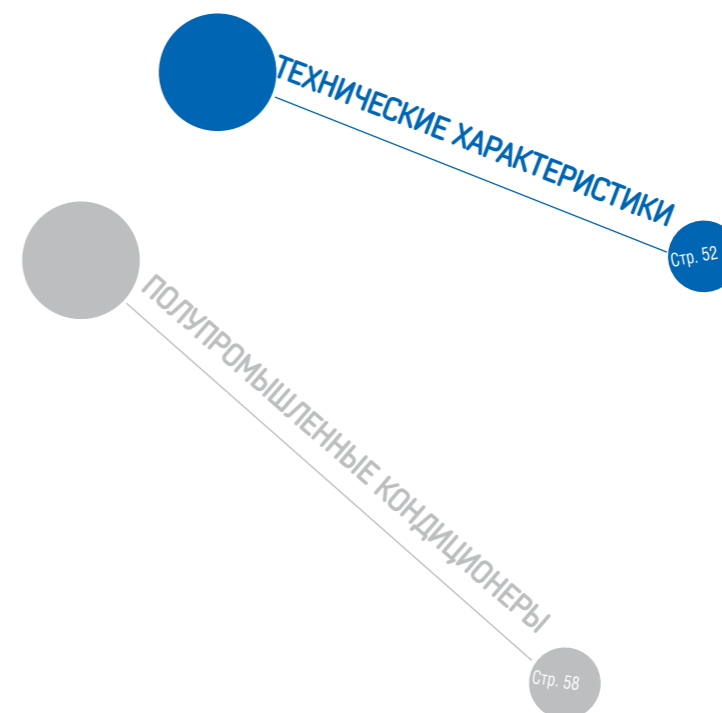 ТЕХНИЧЕСКИЕ ХАРАКТЕРИСТИКИ
Стр. 52
ПОЛУПРОМЫШЛЕННЫЕ КОНДИЦИОНЕРЫ
Стр. 58